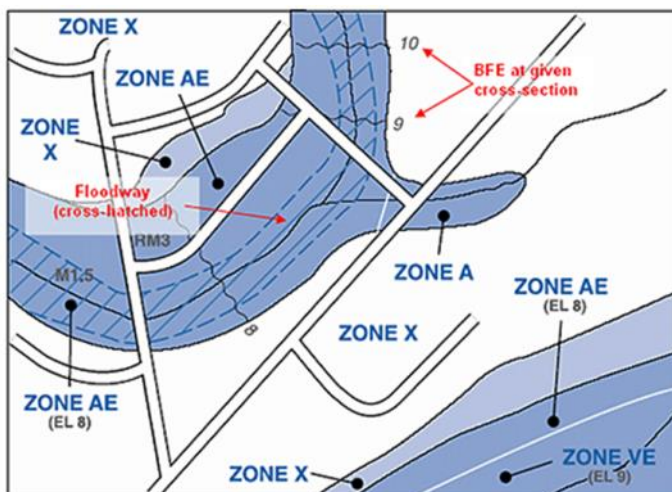 ZONE X
ZONE AE
10
BFE at given
cross-section
ZONE
X
9
Floodway
(cross-hatched)
RM3
ZONE A
M1.5
8
ZONE AE
(EL 8)
ZONE X
ZONE AE
(EL 8)
ZONE X
ZONE VE
(EL 9)